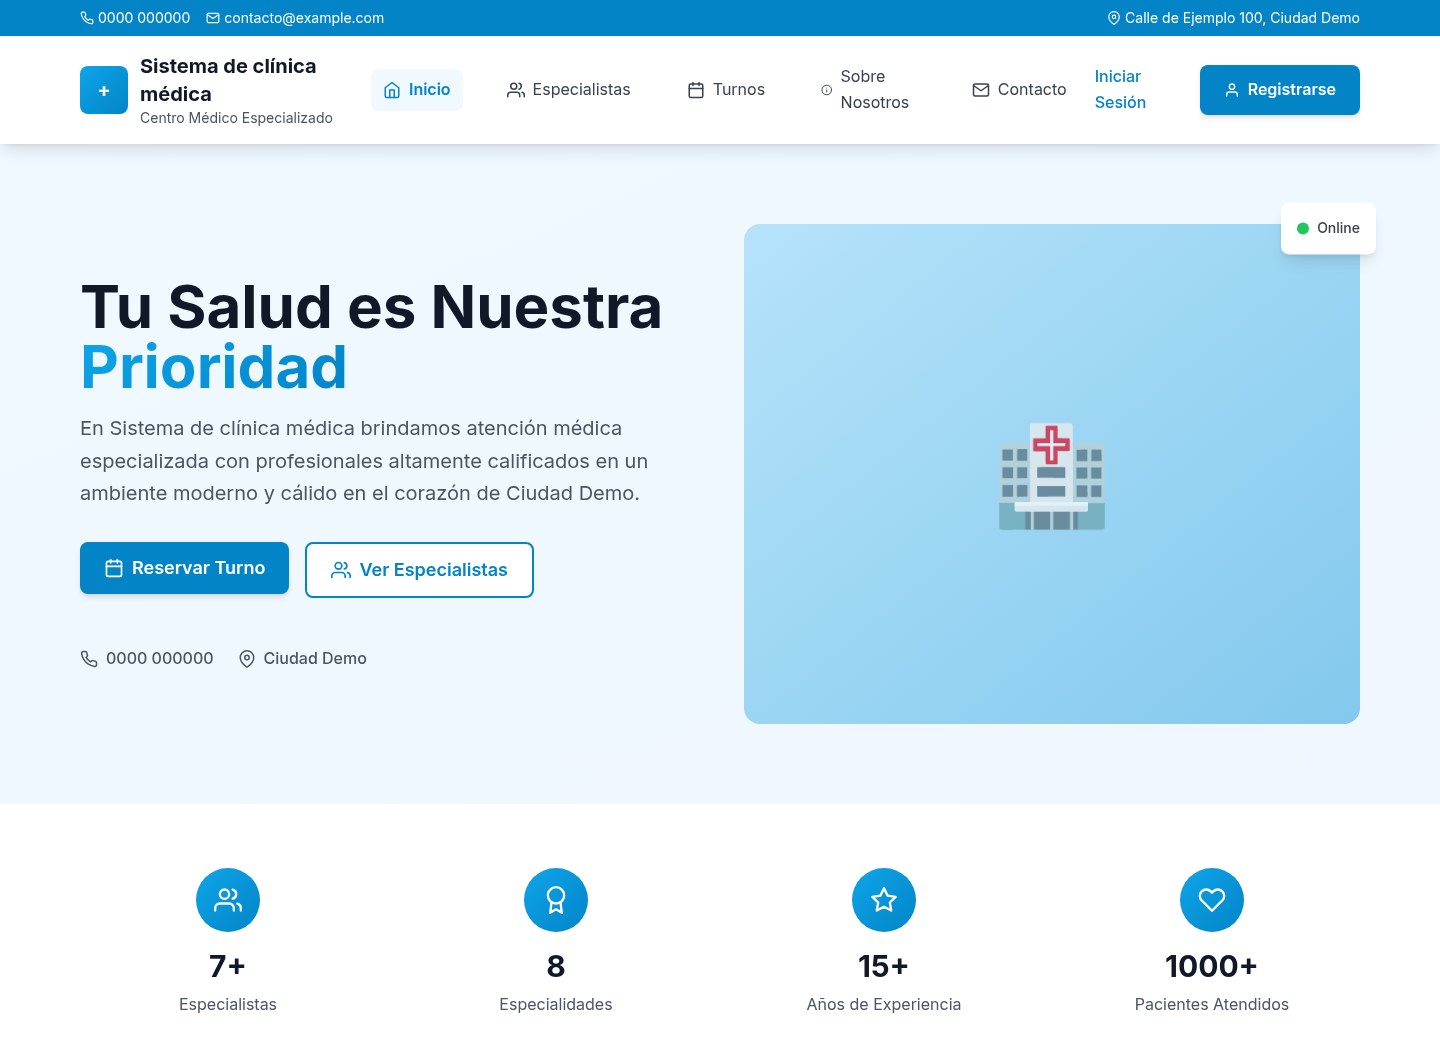 0000 000000 contacto@example.com Calle de Ejemplo 100, Ciudad Demo
+
Sistema de clínica
médica
Centro Médico Especializado
Inicio
Especialistas
Turnos
Sobre
Nosotros
Contacto
Iniciar
Sesión
Registrarse
Online
Tu Salud es Nuestra
Prioridad
En Sistema de clínica médica brindamos atención médica
especializada con profesionales altamente calificados en un
ambiente moderno y cálido en el corazón de Ciudad Demo.
Reservar Turno
Ver Especialistas
0000 000000 Ciudad Demo
7+
Especialistas
8
Especialidades
15+
Años de Experiencia
1000+
Pacientes Atendidos